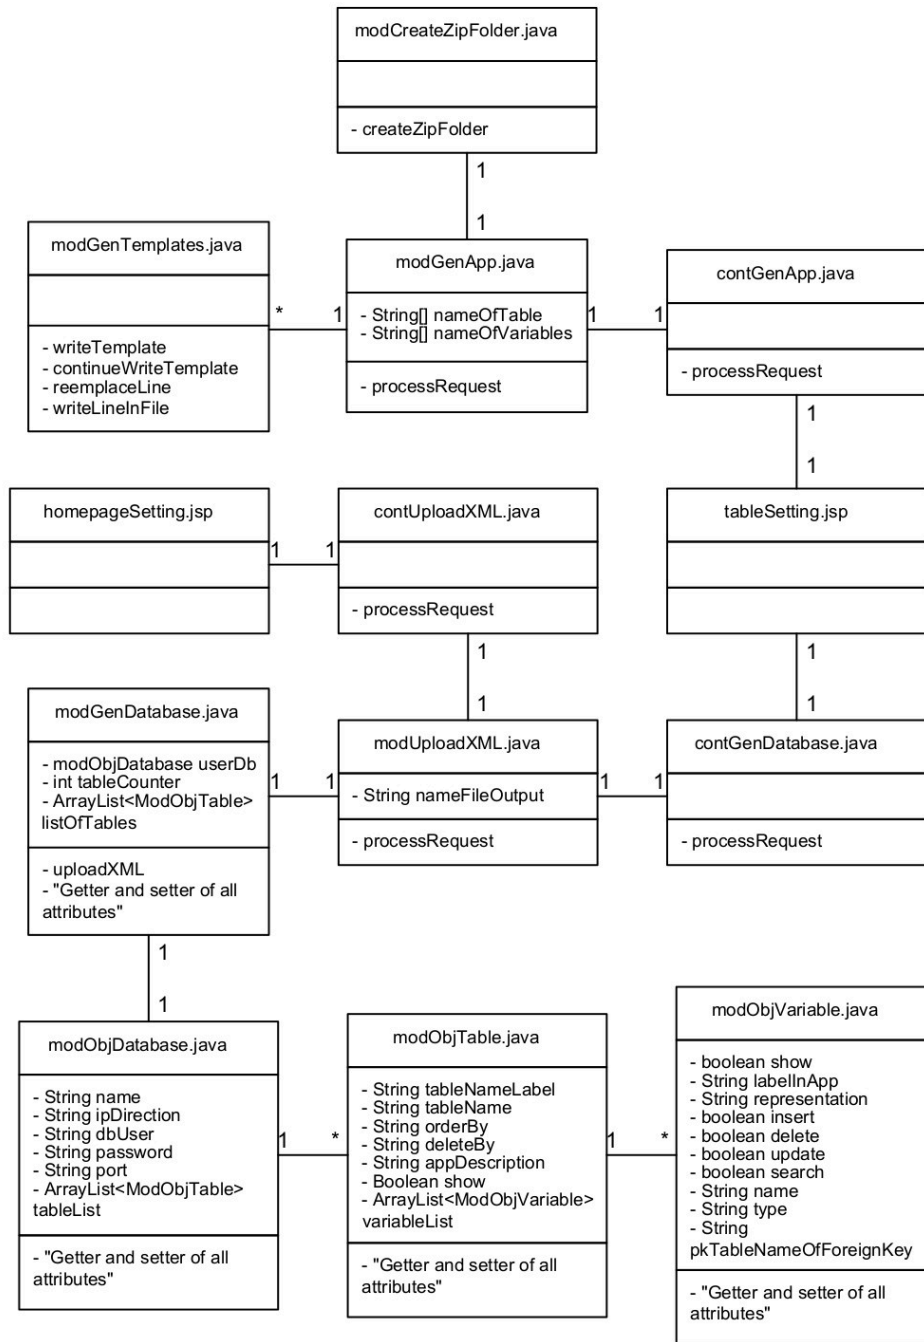 modCreateZipFolder.java
- createZipFolder
1
1
modGenTemplates.java
- writeTemplate
- continueWriteTemplate
- reemplaceLine
- writeLineInFile
*
1
modGenApp.java
- String[] nameOfTable
- String[] nameOfVariables
- processRequest
1
1
contGenApp.java
- processRequest
1
1
homepageSetting.jsp
1
1
contUploadXML.java
- processRequest
1
1
tableSetting.jsp
1
1
modGenDatabase.java
- modObjDatabase userDb
- int tableCounter
- ArrayList<ModObjTable>
listOfTables
- uploadXML
- "Getter and setter of all
attributes"
1
1
modUploadXML.java
- String nameFileOutput
- processRequest
1
1
contGenDatabase.java
- processRequest
1
1
modObjDatabase.java
- String name
- String ipDirection
- String dbUser
- String password
- String port
- ArrayList<ModObjTable>
tableList
- "Getter and setter of all
attributes"
1
*
modObjTable.java
- String tableNameLabel
- String tableName
- String orderBy
- String deleteBy
- String appDescription
- Boolean show
- ArrayList<ModObjVariable>
variableList
- "Getter and setter of all
attributes"
1
*
modObjVariable.java
- boolean show
- String labelInApp
- String representation
- boolean insert
- boolean delete
- boolean update
- boolean search
- String name
- String type
- String
pkTableNameOfForeignKey
- "Getter and setter of all
attributes"